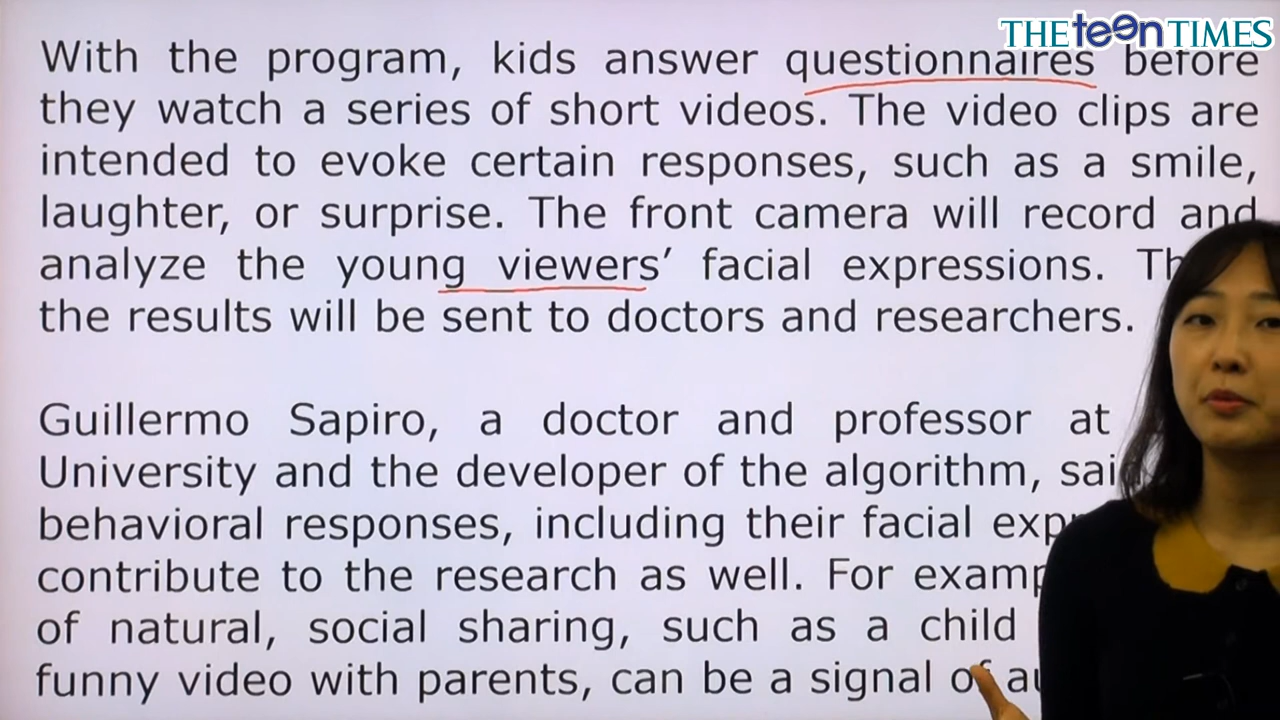 THE teen TIMES
With the program, kids answer questionnaires before
they watch a series of short videos. The video clips are
intended to evoke certain responses, such as a smile,
laughter, or surprise. The front camera will record and
analyze the young viewers’ facial expressions.
the results will be sent to doctors and researchers.
Guillermo Sapiro, a doctor and professor at
University and the developer of the algorithm, said
behavioral responses, including their facial
contribute to the research as well. For
of natural, social sharing, such as a child
funny video with parents, can be a signal of